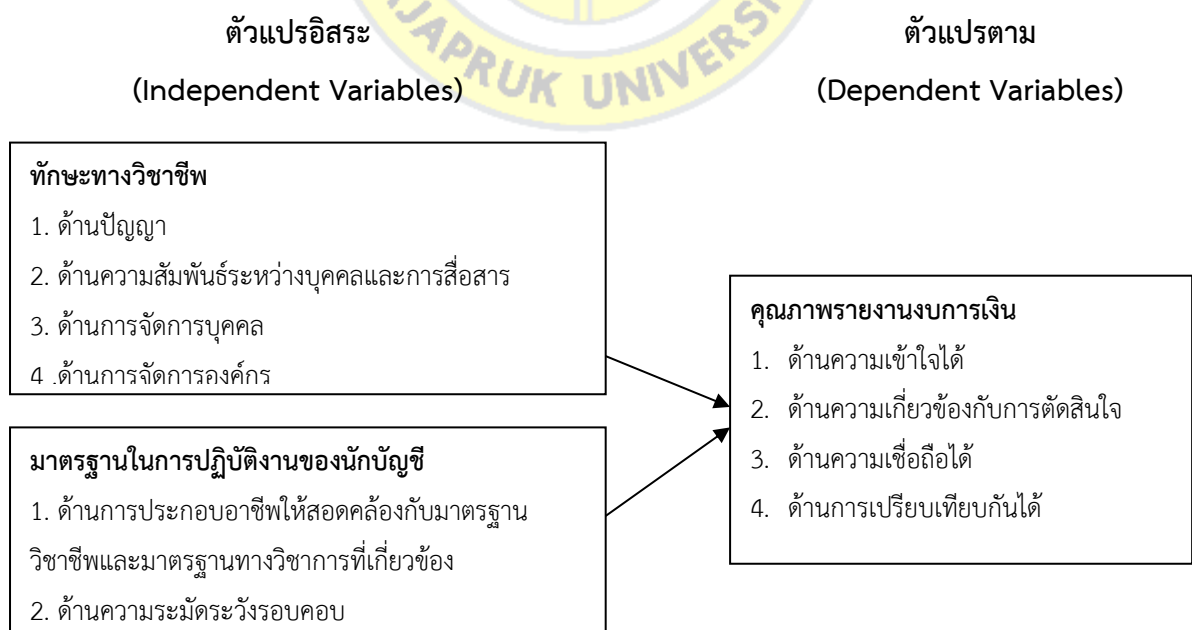 ตัวแปรอิสระ
(Independent Variables)
ตัวแปรตาม
(Dependent Variables)
JAPRUK UNIVERS
ทักษะทางวิชาชีพ
1. ด้านปัญญา
2. ด้านความสัมพันธ์ระหว่างบุคคลและการสื่อสาร
3. ด้านการจัดการบุคคล
4 .ด้านการจัดการองค์กร
มาตรฐานในการปฏิบัติงานของนักบัญชี
1. ด้านการประกอบอาชีพให้สอดคล้องกับมาตรฐาน
วิชาชีพและมาตรฐานทางวิชาการที่เกี่ยวข้อง
2. ด้านความระมัดระวังรอบคอบ
คุณภาพรายงานงบการเงิน
1. ด้านความเข้าใจได้
2. ด้านความเกี่ยวข้องกับการตัดสินใจ
3. ด้านความเชื่อถือได้
4. ด้านการเปรียบเทียบกันได้